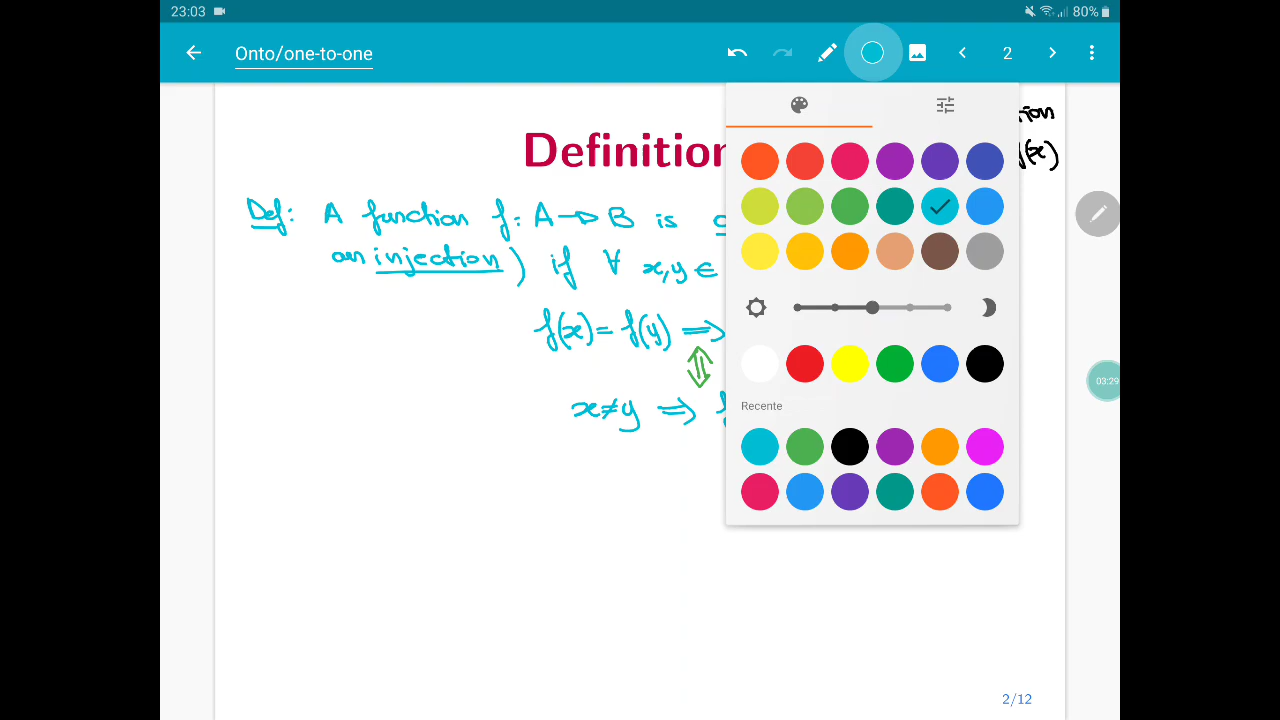 23:03
80%
Onto/one-to-one
2
Definition
Def: A function f: A → B is
an injection) if ∀ x,y ∈
f(x) = f(y) ⟹
⇕
x≠y ⟹
f(x)
03:29
Recente
2/12